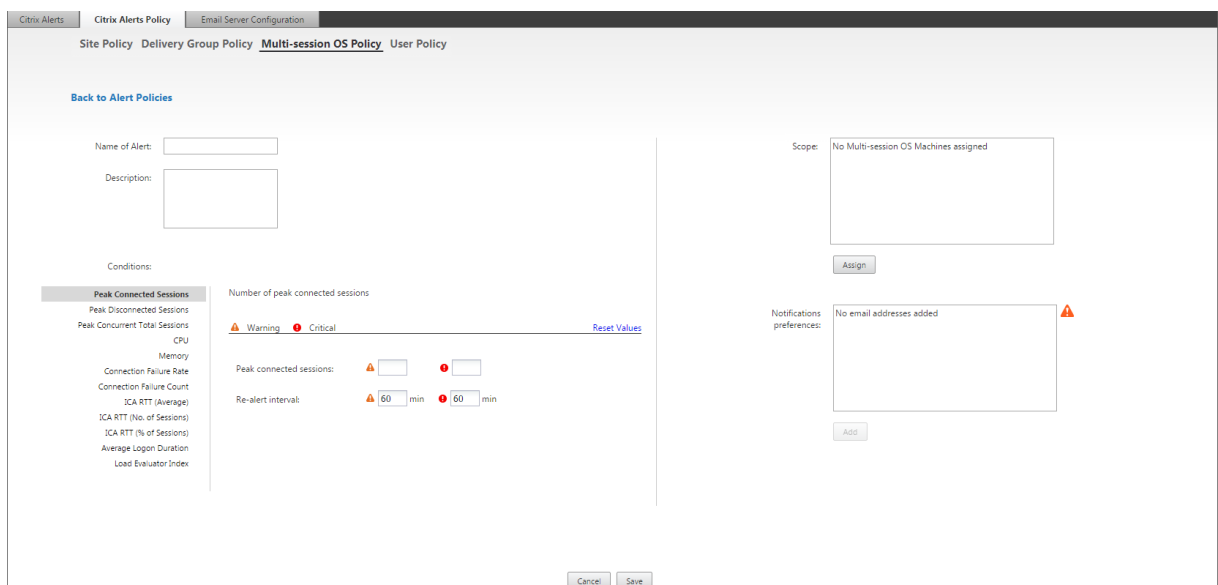 Citrix Alerts Citrix Alerts Policy Email Server Configuration
Site Policy Delivery Group Policy Multi-session OS Policy User Policy
Back to Alert Policies
Name of Alert:
Description:
Conditions:
Peak Connected Sessions
Peak Disconnected Sessions
Peak Concurrent Total Sessions
CPU
Memory
Connection Failure Rate
Connection Failure Count
ICA RTT (Average)
ICA RTT (No. of Sessions)
ICA RTT (% of Sessions)
Average Logon Duration
Load Evaluator Index
Number of peak connected sessions
Warning Critical Reset Values
Peak connected sessions:
Re-alert interval: 60 min 60 min
Scope: No Multi-session OS Machines assigned
Assign
Notifications preferences: No email addresses added
Add
Cancel Save